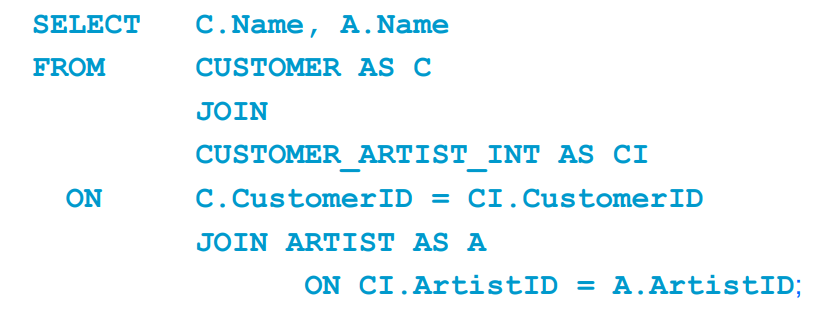 SELECT C.Name, A.Name
FROM CUSTOMER AS C
JOIN
CUSTOMER_ARTIST_INT AS CI
ON C.CustomerID = CI.CustomerID
JOIN ARTIST AS A
ON CI.ArtistID = A.ArtistID;